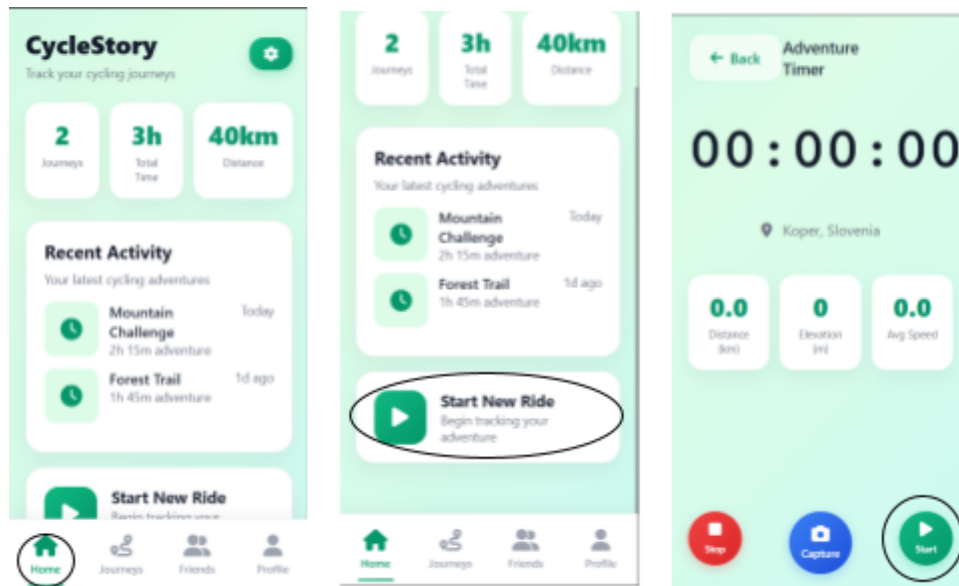 CycleStory
Track your cycling journeys
2
3h
40km
Journeys
Total
Time
Distance
Recent Activity
Your latest cycling adventures
Mountain
Challenge
Today
2h 15m adventure
Forest Trail
1d ago
1h 45m adventure
Start New Ride
Begin tracking your
Home
Journeys
Friends
Profile
2
3h
40km
Journeys
Total
Time
Distance
Recent Activity
Your latest cycling adventures
Mountain
Challenge
Today
2h 15m adventure
Forest Trail
1d ago
1h 45m adventure
Start New Ride
Begin tracking your
adventure
Home
Journeys
Friends
Profile
← Back
Adventure
Timer
00:00:00
Koper, Slovenia
0.0
0
0.0
Distance
(km)
Elevation
(m)
Avg Speed
Stop
Capture
Start